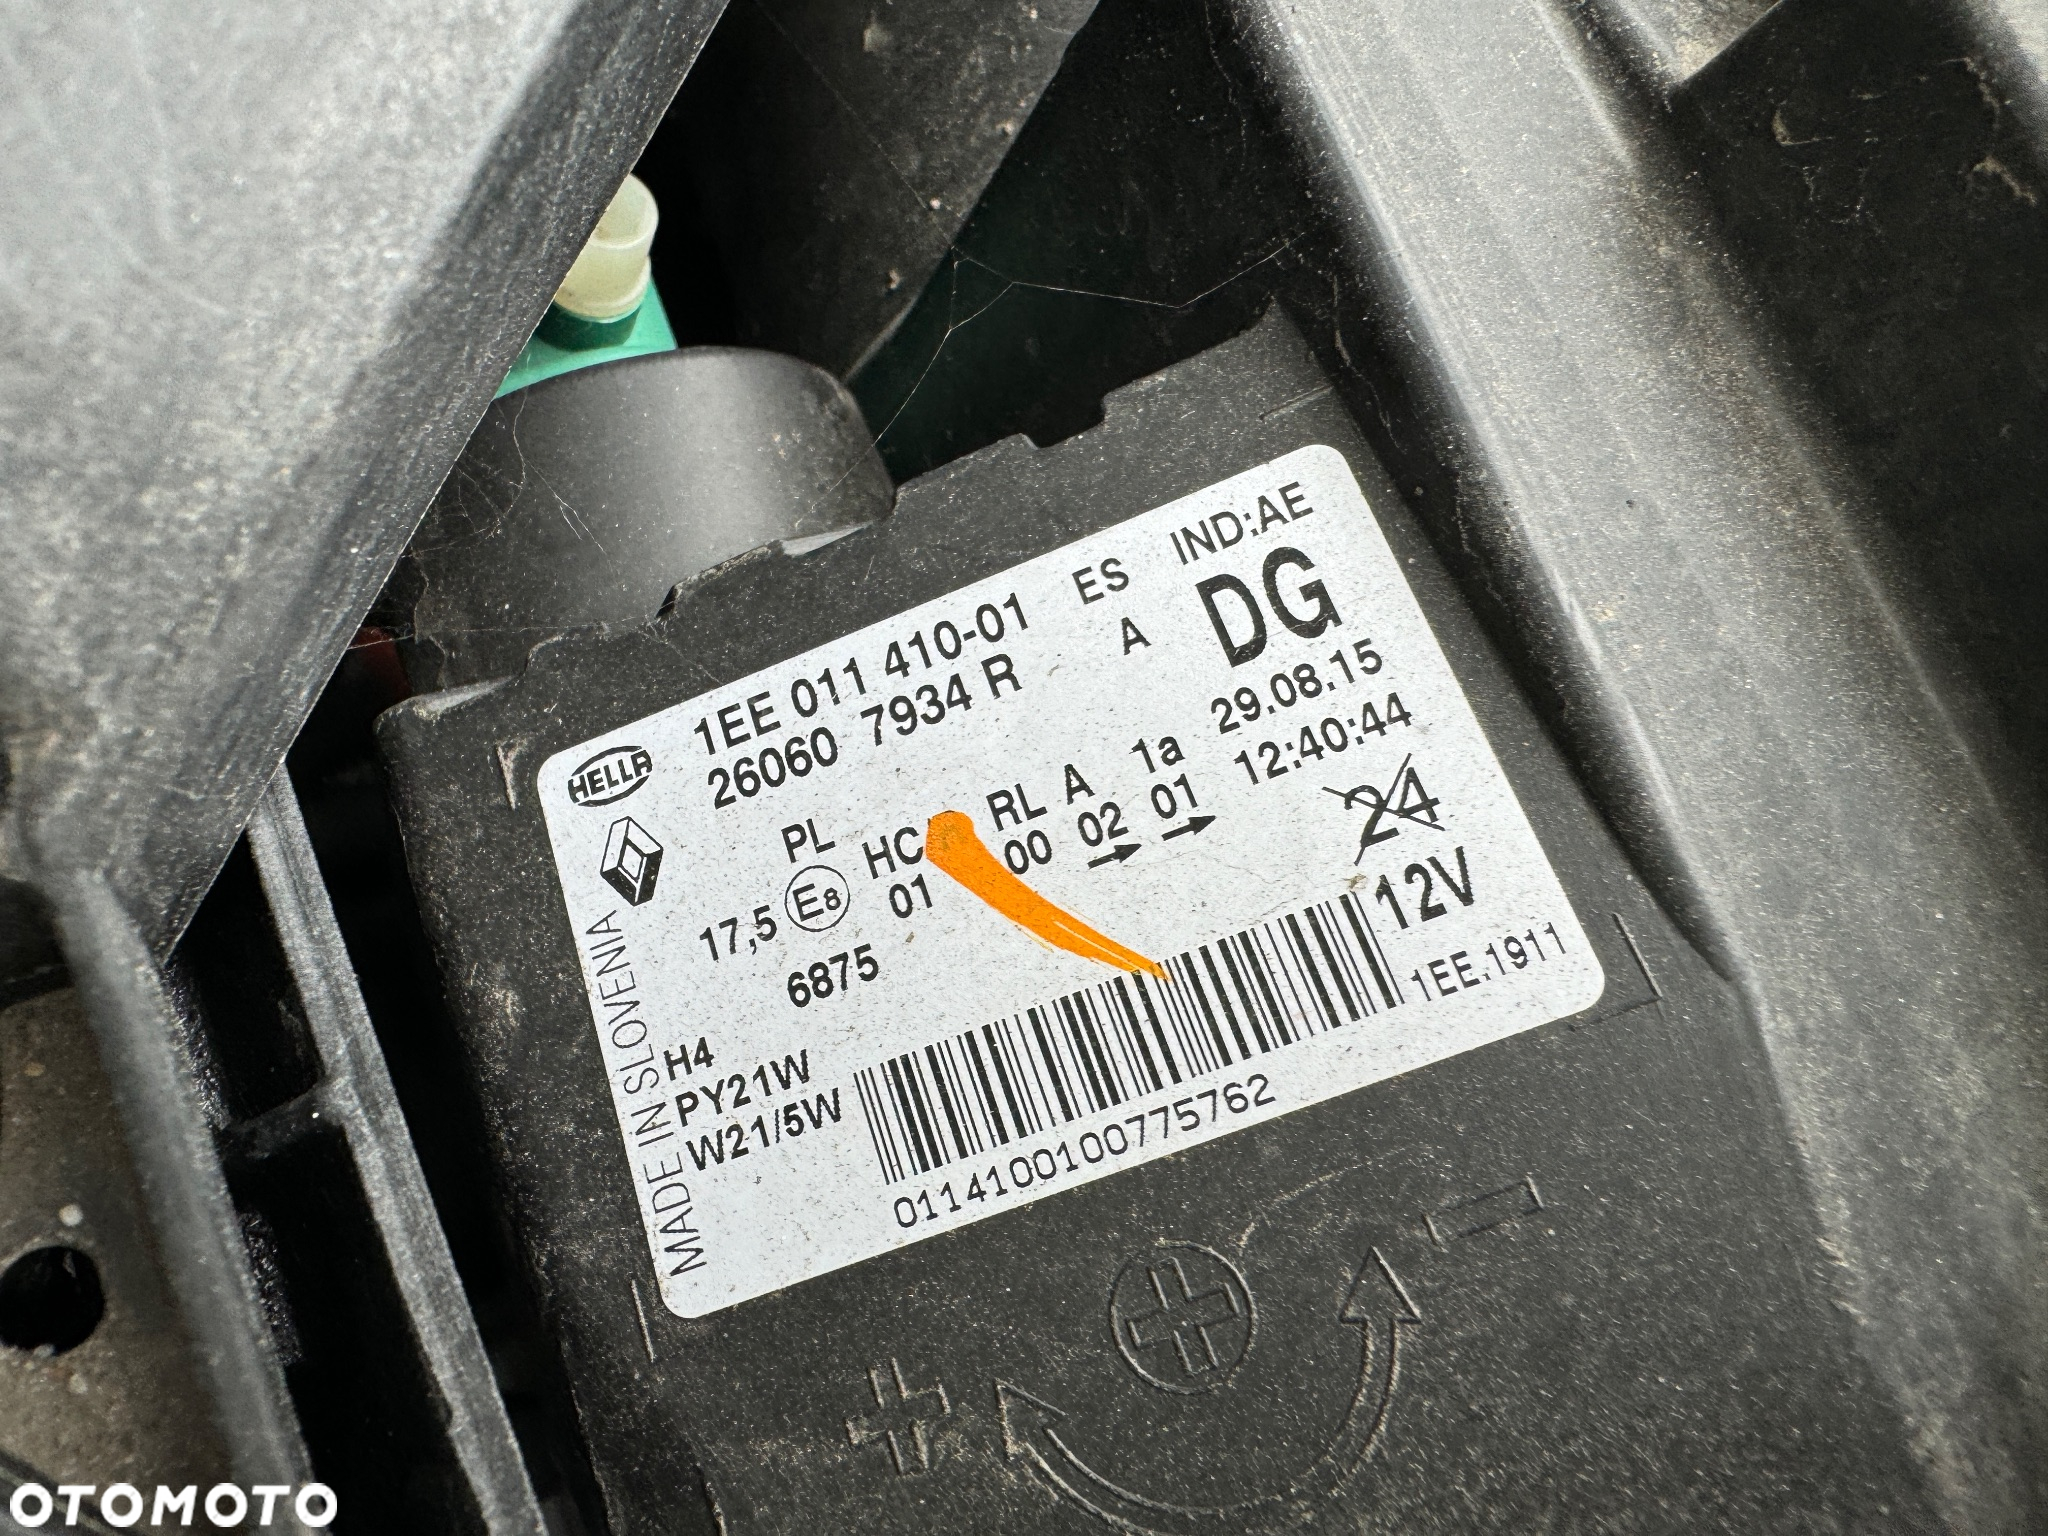 1EE 011 410-01 ES IND:AE
26060 7934 R A DG
HELLA
29.08.15
12:40:44
PL HC RL A 1a
17,5 E8 01 00 02 01
6875
24
12V
1EE.1911
MADE IN SLOVENIA
H4
PY21W
W21/5W
011410010077575762
OTOMOTO